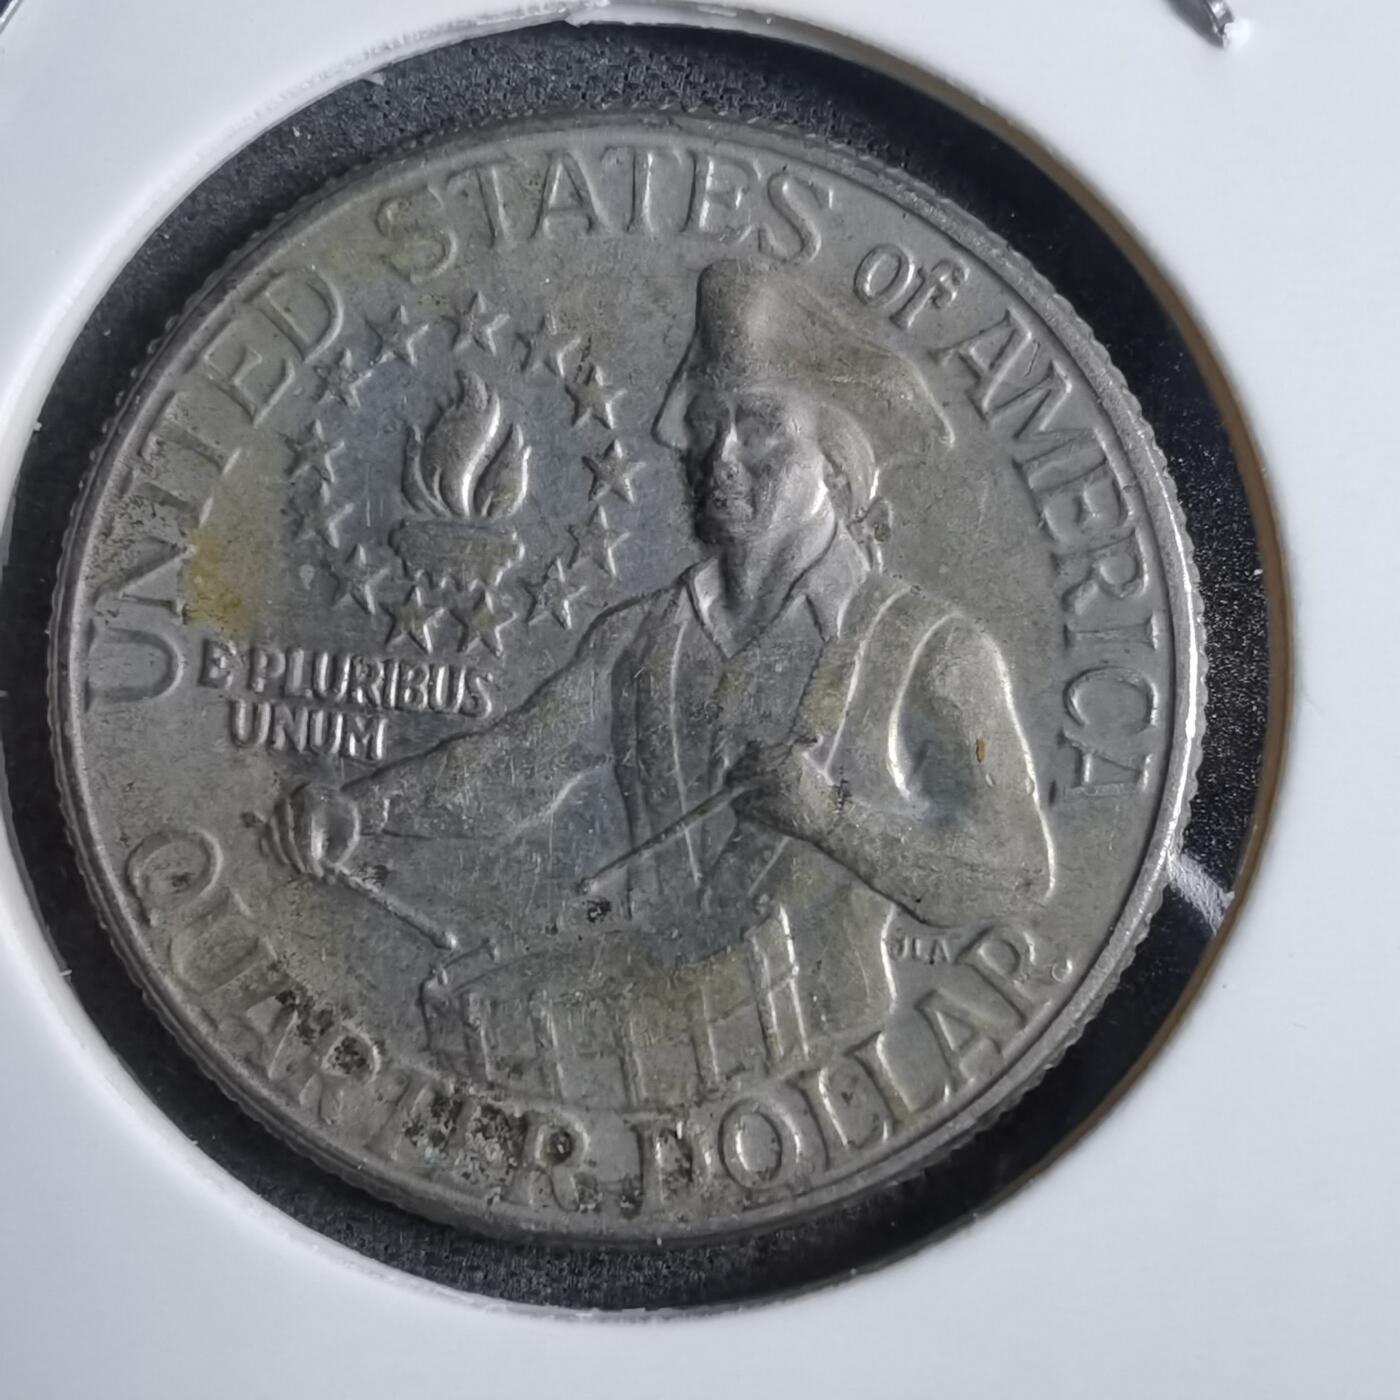 UNITED STATES of AMERICA
E PLURIBUS
UNUM
JLA
QUARTER DOLLAR